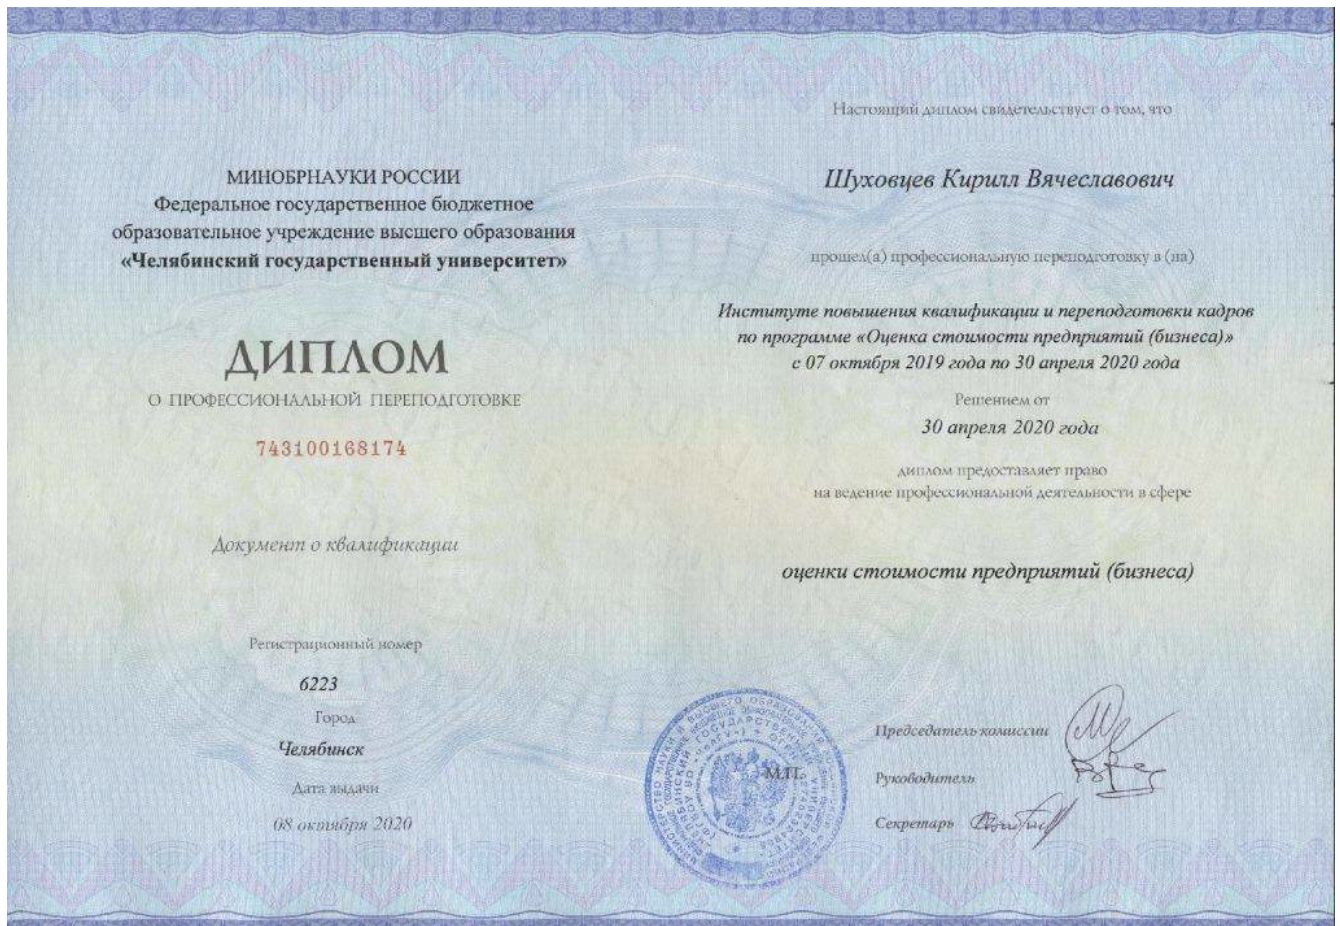 МИНОБРНАУКИ РОССИИ
Федеральное государственное бюджетное
образовательное учреждение высшего образования
«Челябинский государственный университет»
ДИПЛОМ
О ПРОФЕССИОНАЛЬНОЙ ПЕРЕПОДГОТОВКЕ
743100168174
Документ о квалификации
Регистрационный номер
6223
Город
Челябинск
Дата выдачи
08 октября 2020
Настоящий диплом свидетельствует о том, что
Шуховцев Кирилл Вячеславович
прошел(а) профессиональную переподготовку в (на)
Институте повышения квалификации и переподготовки кадров
по программе «Оценка стоимости предприятий (бизнеса)»
с 07 октября 2019 года по 30 апреля 2020 года
Решением от
30 апреля 2020 года
диплом предоставляет право
на ведение профессиональной деятельности в сфере
оценки стоимости предприятий (бизнеса)
Председатель комиссии
М.П.
Руководитель
Секретарь